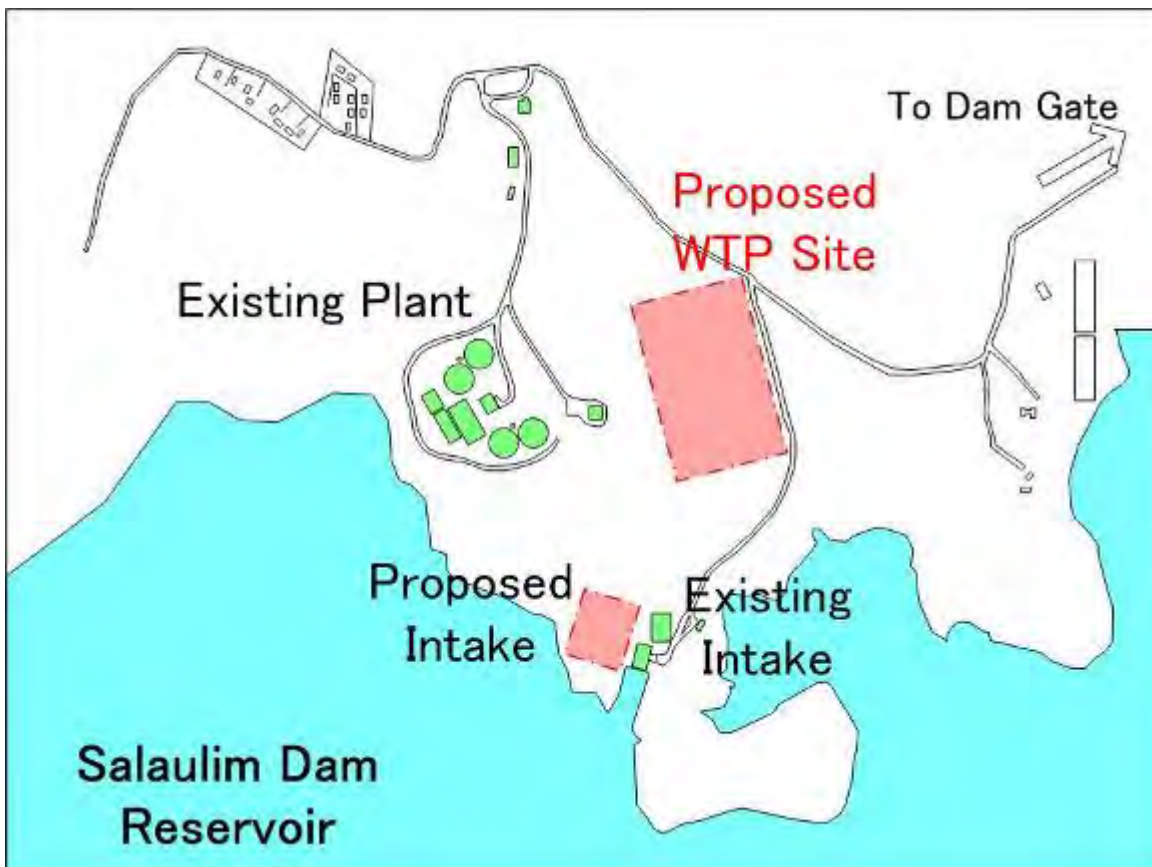 To Dam Gate
Proposed
WTP Site
Existing Plant
Proposed
Intake
Existing
Intake
Salaulim Dam
Reservoir